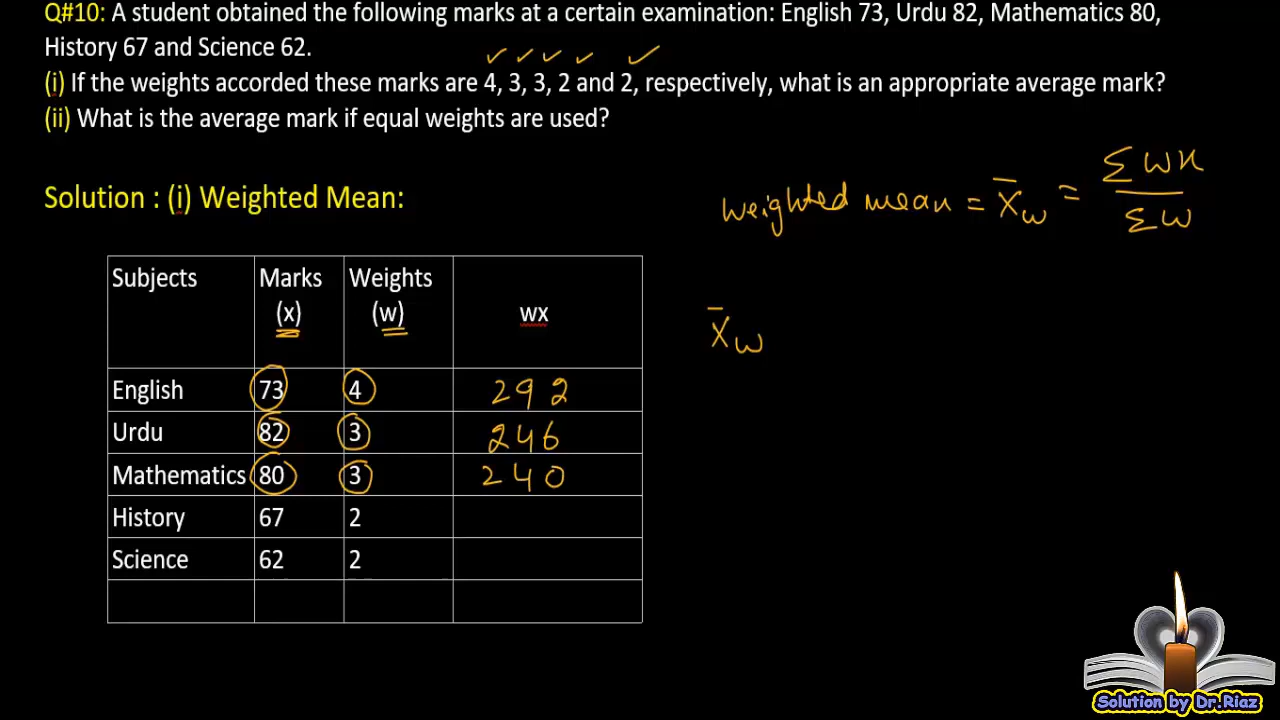 Q#10: A student obtained the following marks at a certain examination: English 73, Urdu 82, Mathematics 80,
History 67 and Science 62.
(i) If the weights accorded these marks are 4, 3, 3, 2 and 2, respectively, what is an appropriate average mark?
(ii) What is the average mark if equal weights are used?
Solution : (i) Weighted Mean:
weighted mean = X̄w = Σwx / Σw
Subjects Marks (x) Weights (w) wx
X̄w
English 73 4 292
Urdu 82 3 246
Mathematics 80 3 240
History 67 2
Science 62 2
Solution by Dr.Riaz